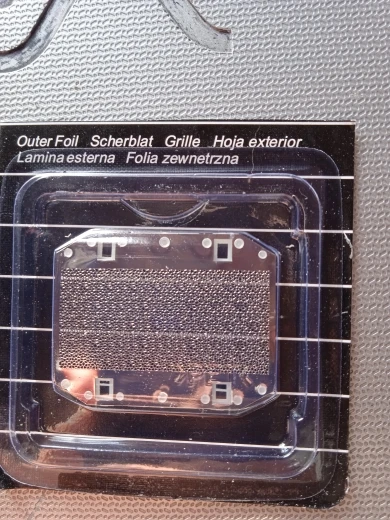 Outer Foil Scherblat Grille Hoja exterior
Lamina esterna Folia zewnetrzna